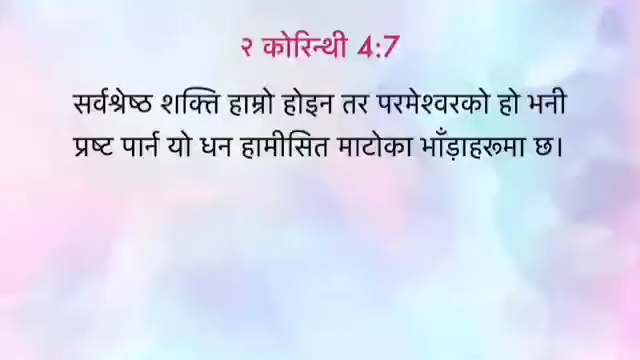 २ कोरिन्थी 4:7
सर्वश्रेष्ठ शक्ति हाम्रो होइन तर परमेश्वरको हो भनी
प्रष्ट पार्न यो धन हामीसित माटोका भाँड़ाहरूमा छ।